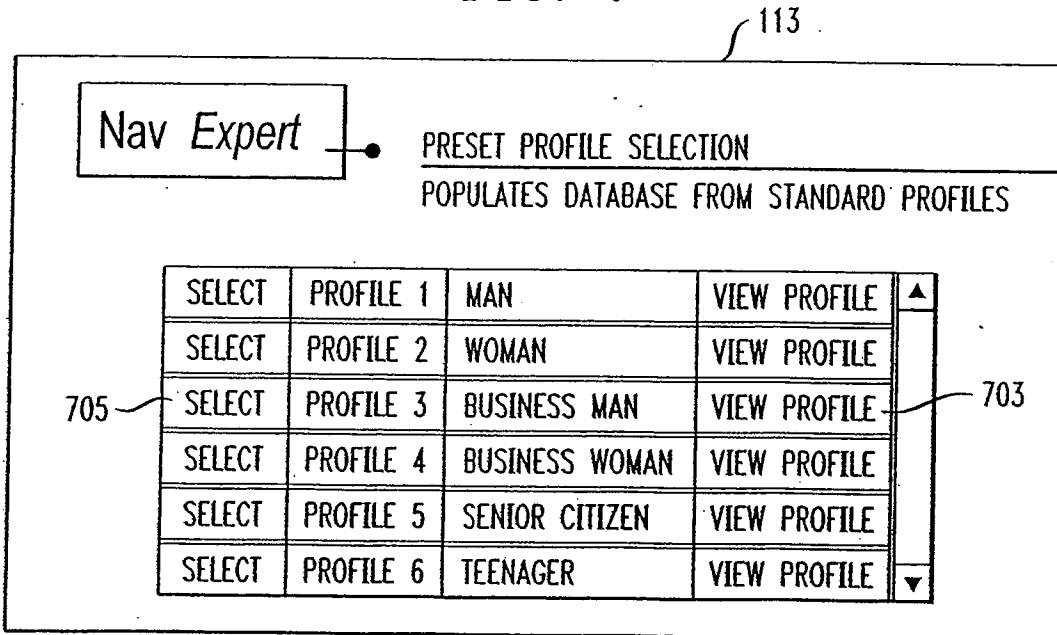 113
Nav Expert
PRESET PROFILE SELECTION
POPULATES DATABASE FROM STANDARD PROFILES
SELECT PROFILE 1 MAN VIEW PROFILE
SELECT PROFILE 2 WOMAN VIEW PROFILE
705 SELECT PROFILE 3 BUSINESS MAN VIEW PROFILE 703
SELECT PROFILE 4 BUSINESS WOMAN VIEW PROFILE
SELECT PROFILE 5 SENIOR CITIZEN VIEW PROFILE
SELECT PROFILE 6 TEENAGER VIEW PROFILE